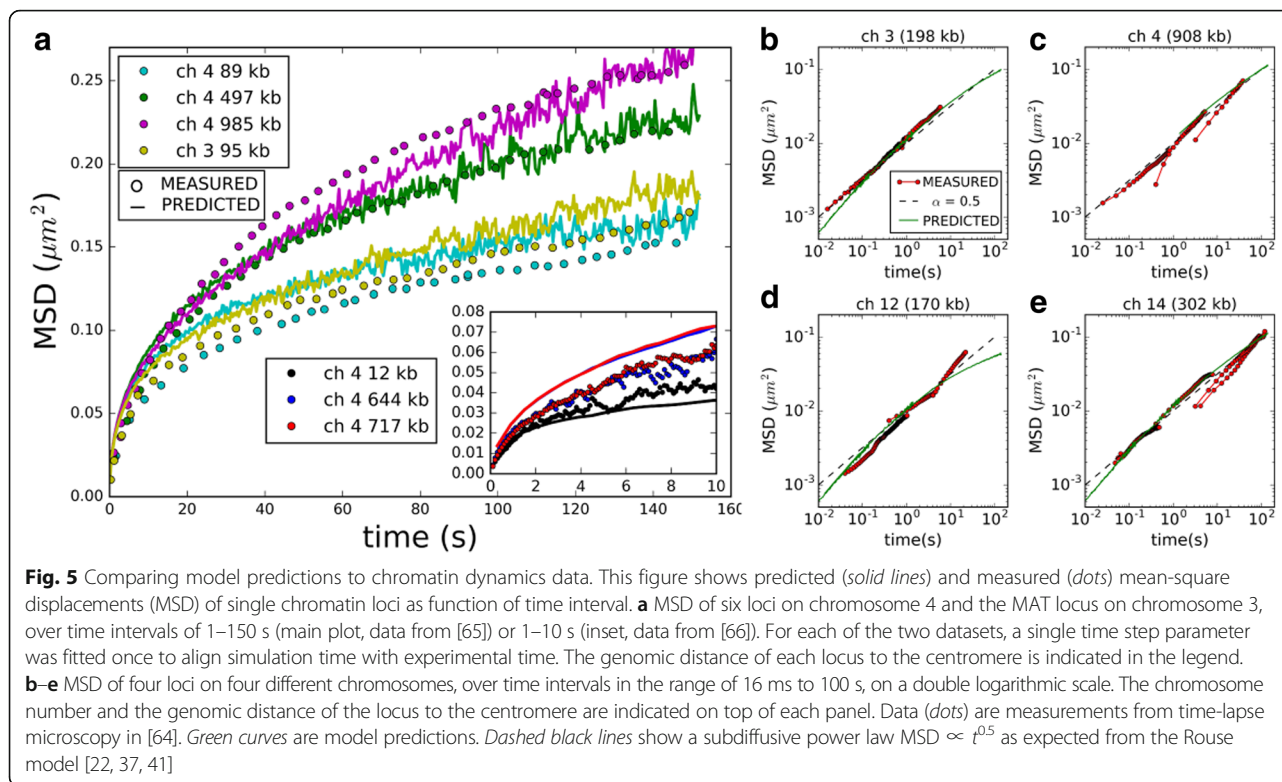 a
MSD (μm²)
0.25
0.20
0.15
0.10
0.05
0.00
0 20 40 60 80 100 120 140 160
time (s)
ch 4 89 kb
ch 4 497 kb
ch 4 985 kb
ch 3 95 kb
MEASURED
PREDICTED
ch 4 12 kb
ch 4 644 kb
ch 4 717 kb
0.08
0.07
0.06
0.05
0.04
0.03
0.02
0.01
0.00
0 2 4 6 8 10
b
ch 3 (198 kb)
MSD (μm²)
10⁻¹
10⁻²
10⁻³
10⁻² 10⁻¹ 10⁰ 10¹ 10²
time(s)
MEASURED
α = 0.5
PREDICTED
c
ch 4 (908 kb)
MSD (μm²)
10⁻¹
10⁻²
10⁻³
10⁻² 10⁻¹ 10⁰ 10¹ 10²
time(s)
d
ch 12 (170 kb)
MSD (μm²)
10⁻¹
10⁻²
10⁻³
10⁻² 10⁻¹ 10⁰ 10¹ 10²
time(s)
e
ch 14 (302 kb)
MSD (μm²)
10⁻¹
10⁻²
10⁻³
10⁻² 10⁻¹ 10⁰ 10¹ 10²
time(s)
Fig. 5 Comparing model predictions to chromatin dynamics data. This figure shows predicted (solid lines) and measured (dots) mean-square
displacements (MSD) of single chromatin loci as function of time interval. a MSD of six loci on chromosome 4 and the MAT locus on chromosome 3,
over time intervals of 1–150 s (main plot, data from [65]) or 1–10 s (inset, data from [66]). For each of the two datasets, a single time step parameter
was fitted once to align simulation time with experimental time. The genomic distance of each locus to the centromere is indicated in the legend.
b–e MSD of four loci on four different chromosomes, over time intervals in the range of 16 ms to 100 s, on a double logarithmic scale. The chromosome
number and the genomic distance of the locus to the centromere are indicated on top of each panel. Data (dots) are measurements from time-lapse
microscopy in [64]. Green curves are model predictions. Dashed black lines show a subdiffusive power law MSD ∝ t⁰·⁵ as expected from the Rouse
model [22, 37, 41]